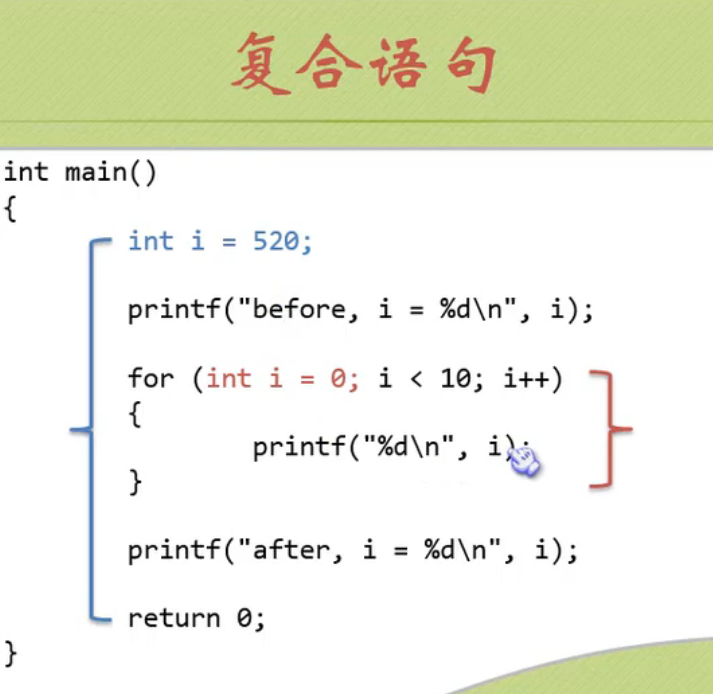 复合语句
int main()
{
int i = 520;
printf("before, i = %d\n", i);
for (int i = 0; i < 10; i++)
{
printf("%d\n", i);
}
printf("after, i = %d\n", i);
return 0;
}